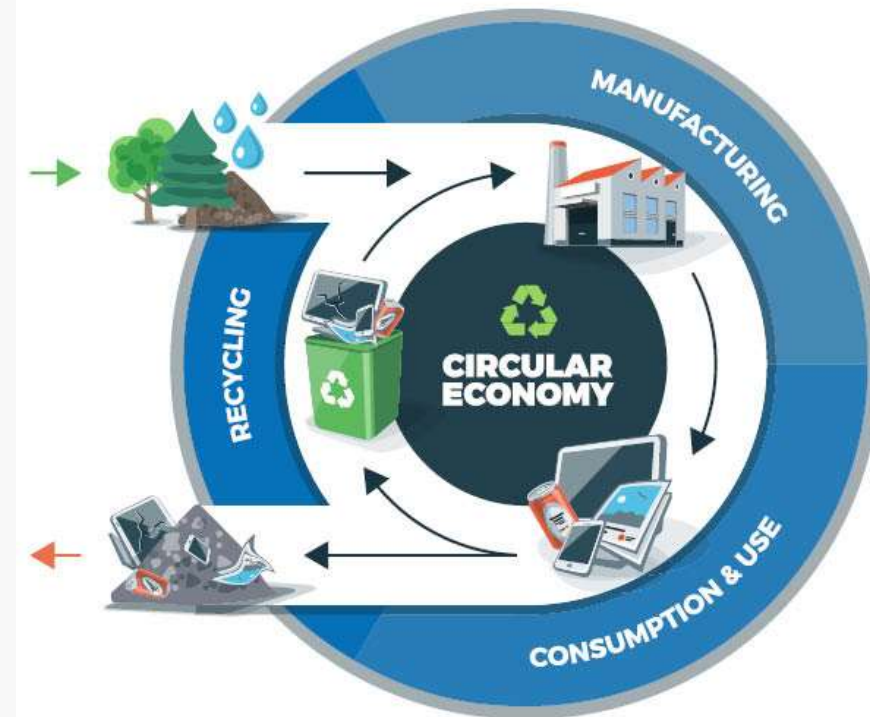 MANUFACTURING
RECYCLING
CIRCULAR
ECONOMY
CONSUMPTION & USE